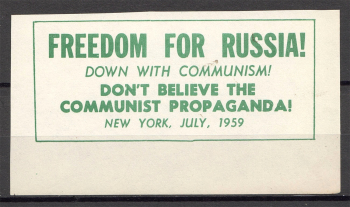 FREEDOM FOR RUSSIA!
DOWN WITH COMMUNISM!
DON'T BELIEVE THE
COMMUNIST PROPAGANDA!
NEW YORK, JULY, 1959